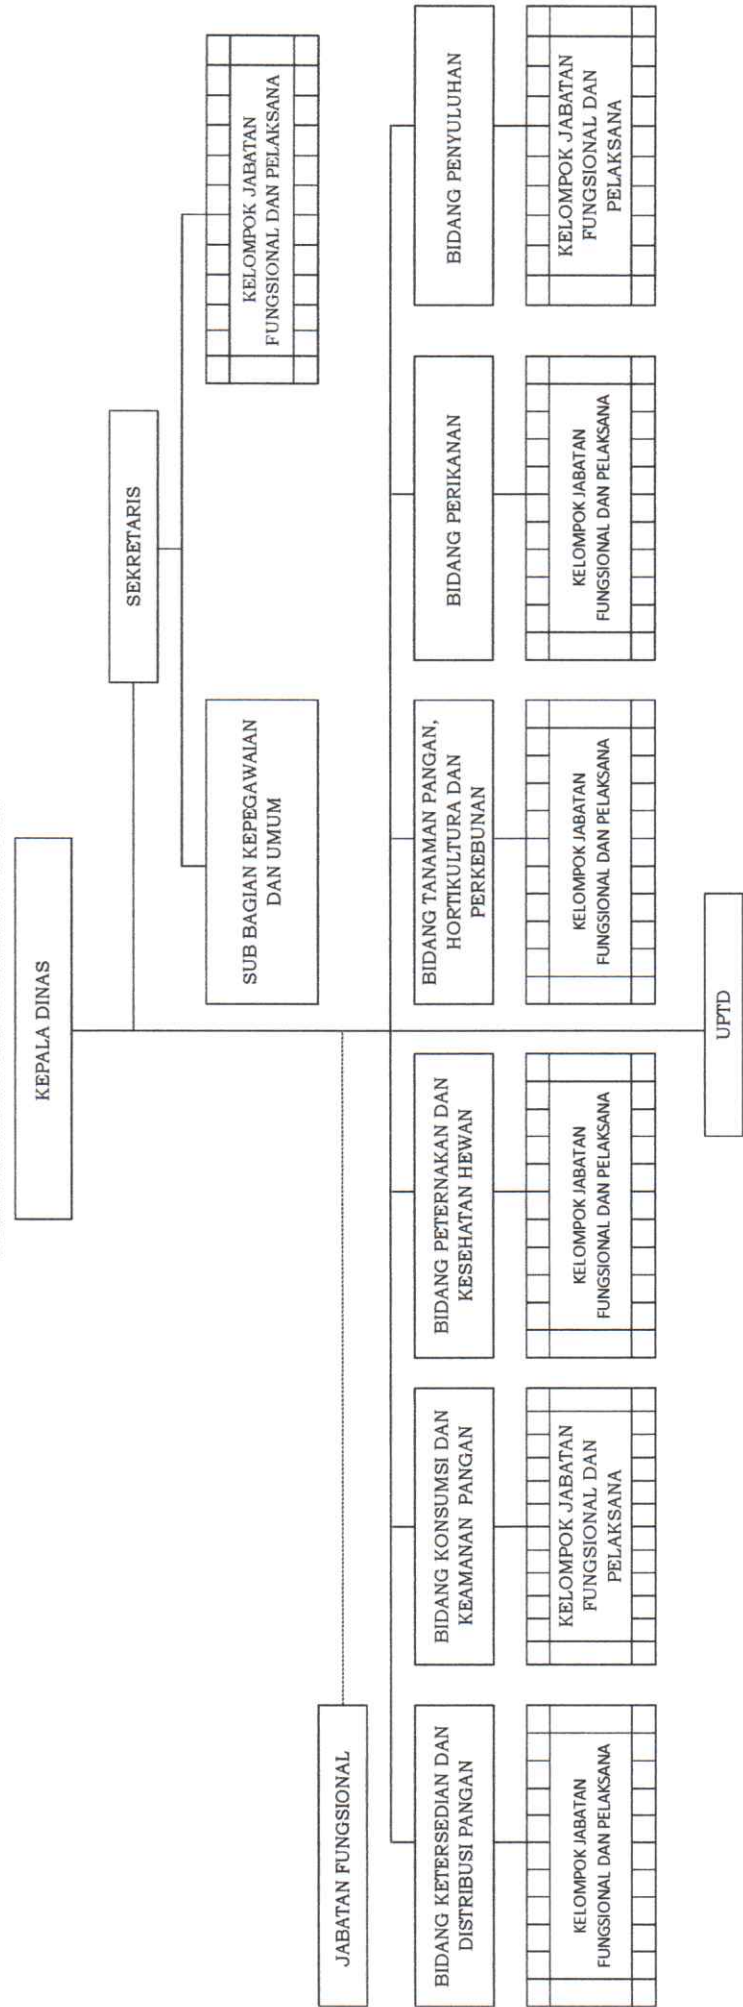 KEPALA DINAS
SEKRETARIS
SUB BAGIAN KEPEGAWAIAN
DAN UMUM
KELOMPOK JABATAN
FUNGSIONAL DAN PELAKSANA
JABATAN FUNGSIONAL
BIDANG KETERSEDIAN DAN
DISTRIBUSI PANGAN
BIDANG KONSUMSI DAN
KEAMANAN PANGAN
BIDANG PETERNAKAN DAN
KESEHATAN HEWAN
BIDANG TANAMAN PANGAN,
HORTIKULTURA DAN
PERKEBUNAN
BIDANG PERIKANAN
BIDANG PENYULUHAN
KELOMPOK JABATAN
FUNGSIONAL DAN PELAKSANA
KELOMPOK JABATAN
FUNGSIONAL DAN
PELAKSANA
KELOMPOK JABATAN
FUNGSIONAL DAN PELAKSANA
KELOMPOK JABATAN
FUNGSIONAL DAN PELAKSANA
KELOMPOK JABATAN
FUNGSIONAL DAN PELAKSANA
KELOMPOK JABATAN
FUNGSIONAL DAN
PELAKSANA
UPTD